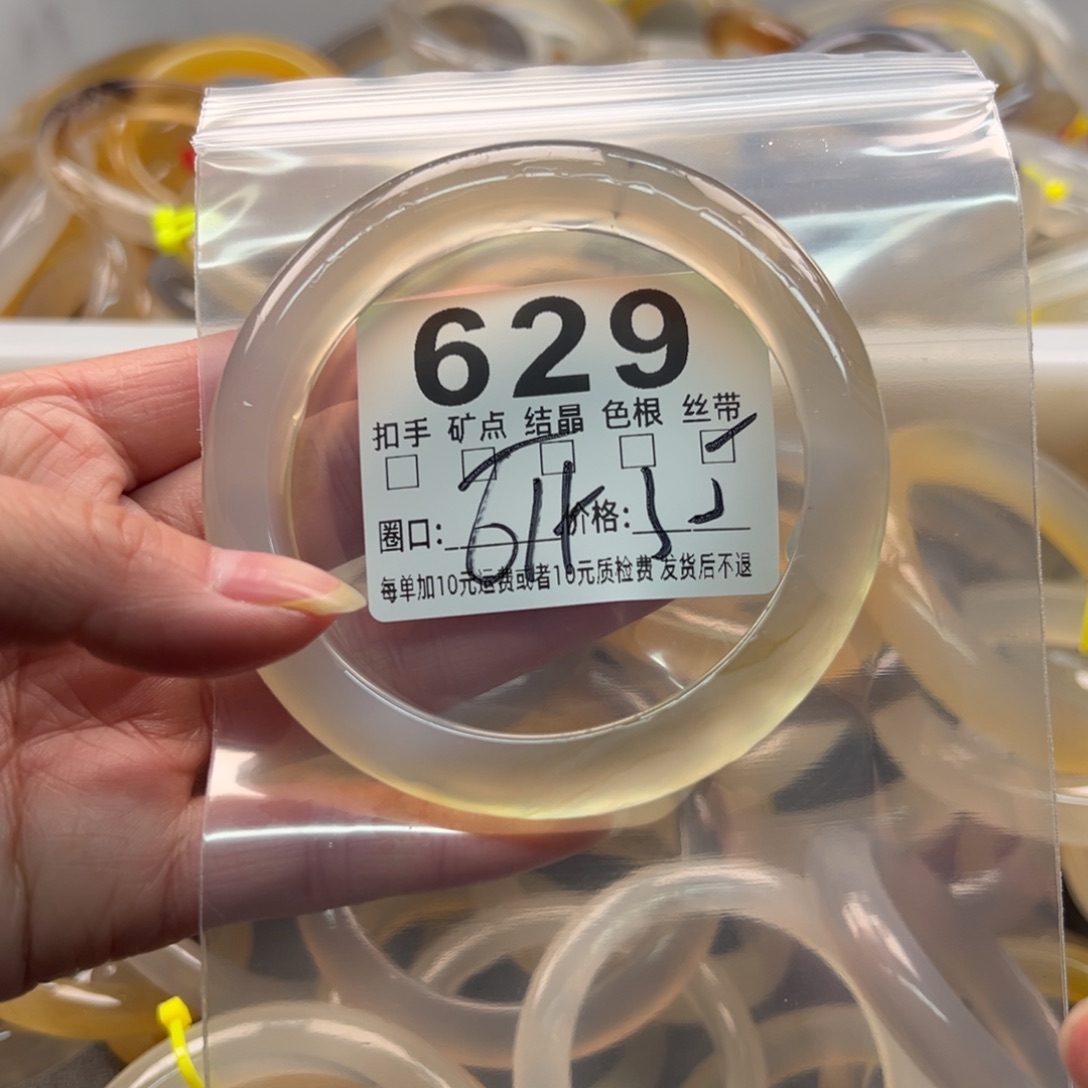 629
扣手 矿点 结晶 色根 丝带
圈口: 价格:
每单加10元运费或者10元质检费 发货后不退